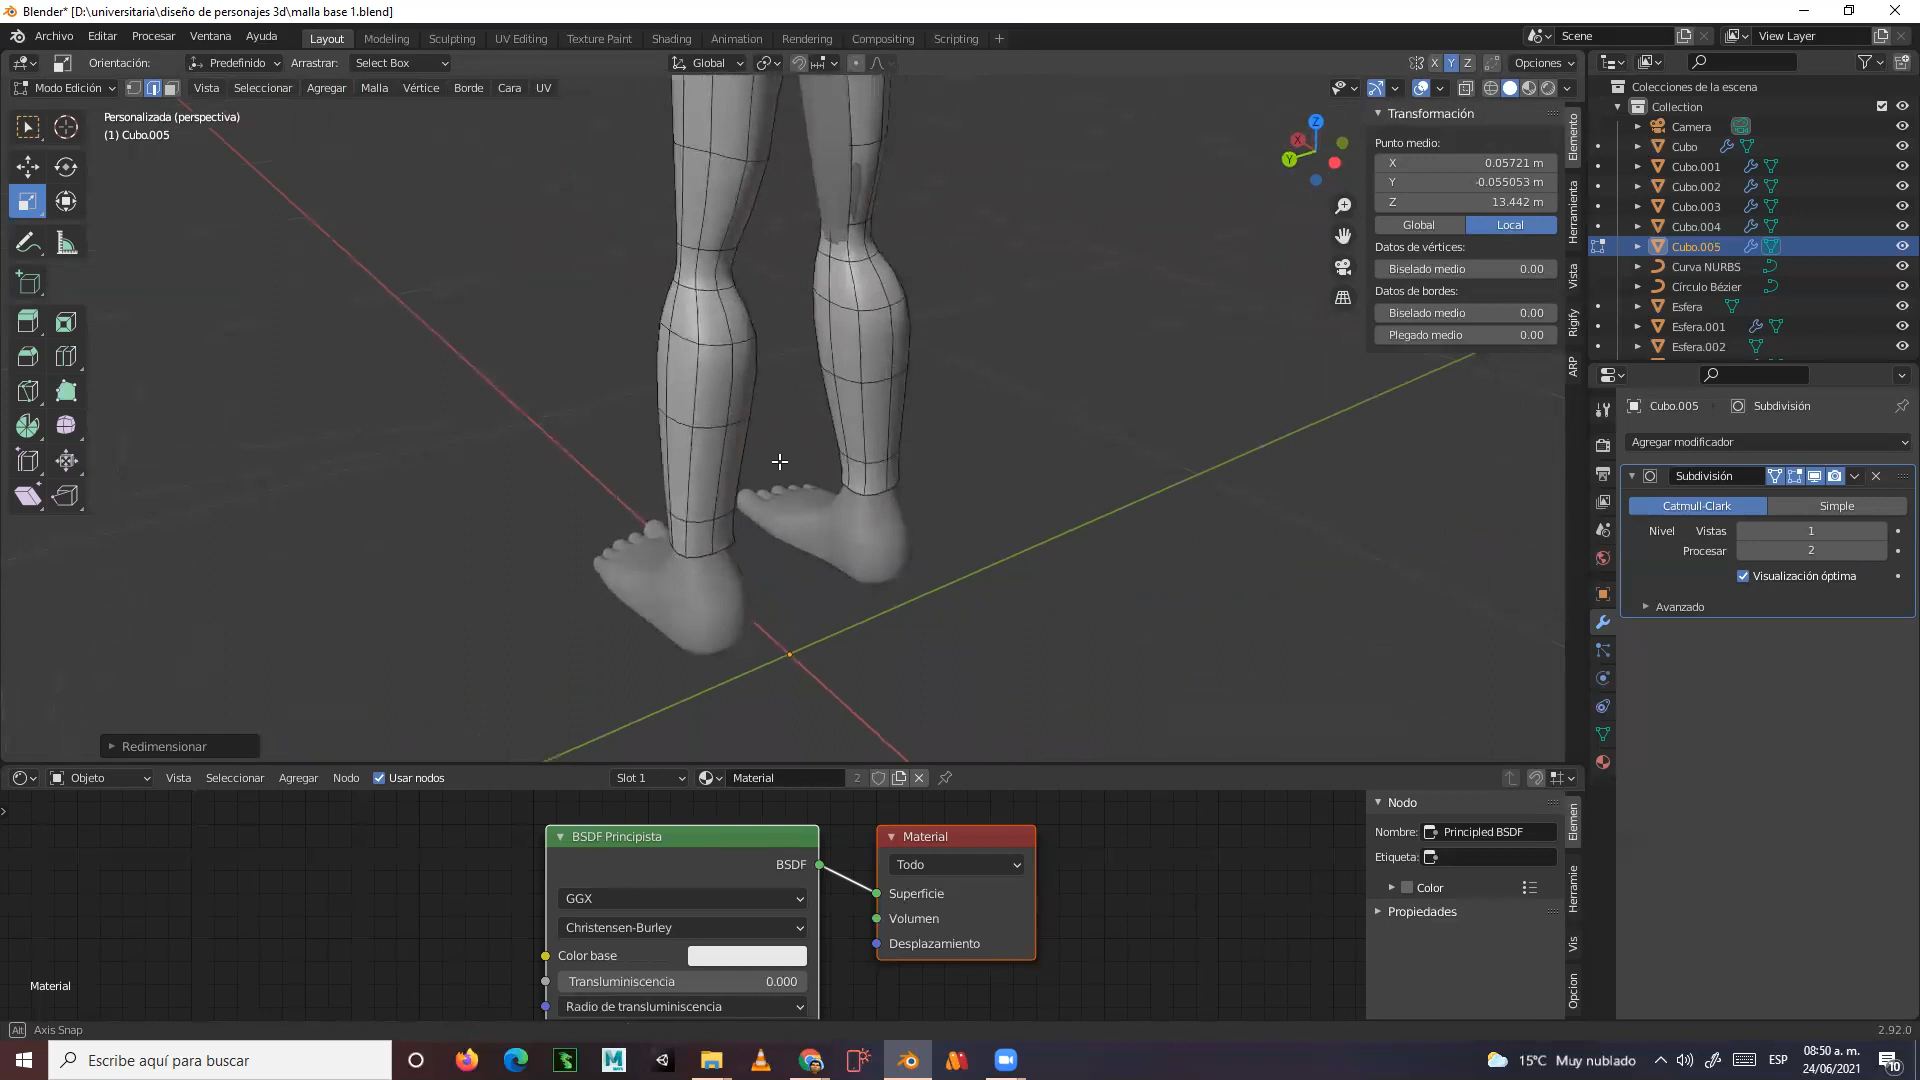 Blender* [D:\universitaria\diseño de personajes 3d\malla base 1.blend]
Archivo Editar Procesar Ventana Ayuda Layout Modeling Sculpting UV Editing Texture Paint Shading Animation Rendering Compositing Scripting + Scene View Layer
Orientación: Predefinido Arrastrar: Select Box Global X Y Z Opciones
Modo Edición Vista Seleccionar Agregar Malla Vértice Borde Cara UV
Personalizada (perspectiva)
(1) Cubo.005
Z
X
Y
Transformación
Punto medio:
X 0.05721 m
Y -0.055053 m
Z 13.442 m
Global Local
Datos de vértices:
Biselado medio 0.00
Datos de bordes:
Biselado medio 0.00
Plegado medio 0.00
Elemento
Herramienta
Vista
Rigify
ARP
Colecciones de la escena
Collection
Camera
Cubo
Cubo.001
Cubo.002
Cubo.003
Cubo.004
Cubo.005
Curva NURBS
Círculo Bézier
Esfera
Esfera.001
Esfera.002
Cubo.005 Subdivisión
Agregar modificador
Subdivisión
Catmull-Clark Simple
Nivel Vistas 1
Procesar 2
Visualización óptima
Avanzado
Redimensionar
Objeto Vista Seleccionar Agregar Nodo Usar nodos Slot 1 Material 2
BSDF Principista
BSDF
GGX
Christensen-Burley
Color base
Transluminiscencia 0.000
Radio de transluminiscencia
Material
Todo
Superficie
Volumen
Desplazamiento
Material
Nodo
Nombre: Principled BSDF
Etiqueta:
Color
Propiedades
Elemen
Herramie
Vis
Opcion
Alt Axis Snap
2.92.0
Escribe aquí para buscar
15°C Muy nublado
ESP
08:50 a. m.
24/06/2021
10